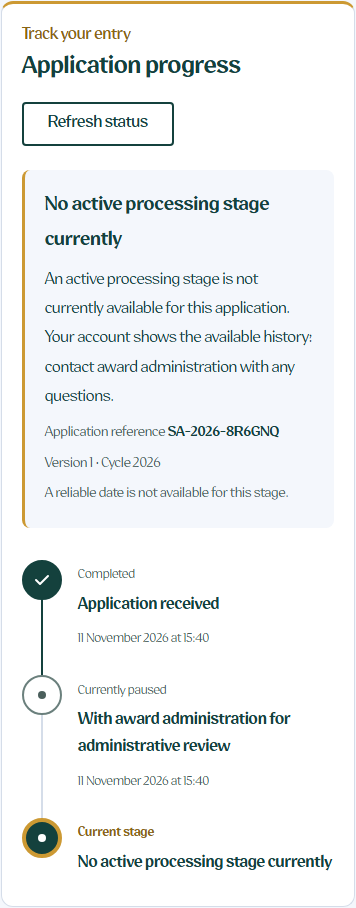 Track your entry
Application progress
Refresh status
No active processing stage
currently
An active processing stage is not
currently available for this application.
Your account shows the available history;
contact award administration with any
questions.
Application reference SA-2026-8R6GNQ
Version 1 · Cycle 2026
A reliable date is not available for this stage.
Completed
Application received
11 November 2026 at 15:40
Currently paused
With award administration for
administrative review
11 November 2026 at 15:40
Current stage
No active processing stage currently